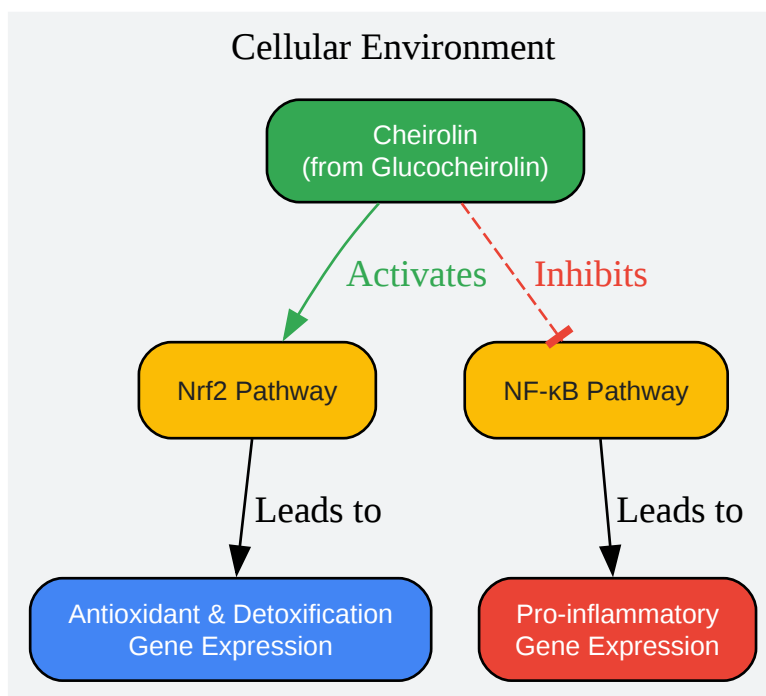 Cellular Environment
Cheirolin
(from Glucocheirolin)
Activates
Inhibits
Nrf2 Pathway
NF-κB Pathway
Leads to
Leads to
Antioxidant & Detoxification
Gene Expression
Pro-inflammatory
Gene Expression